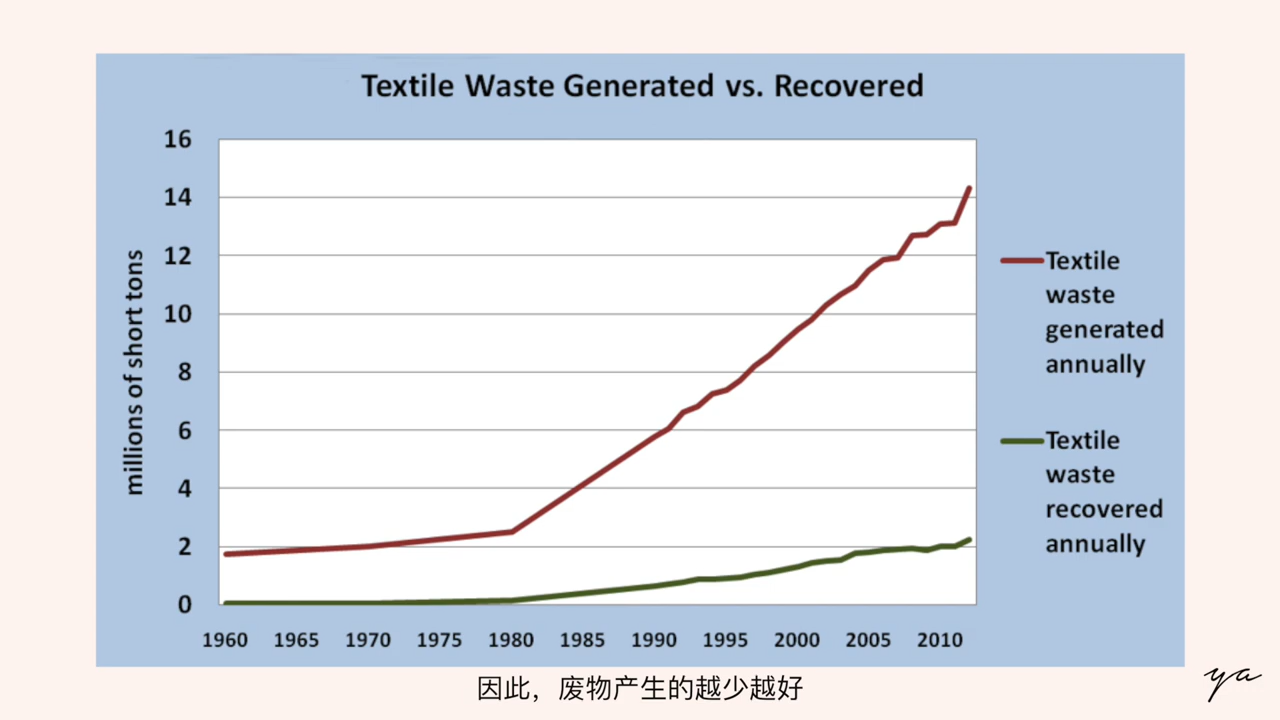 Textile Waste Generated vs. Recovered
16
14
12
10
8
6
4
2
0
millions of short tons
1960 1965 1970 1975 1980 1985 1990 1995 2000 2005 2010
Textile
waste
generated
annually
Textile
waste
recovered
annually
因此，废物产生的越少越好
ya